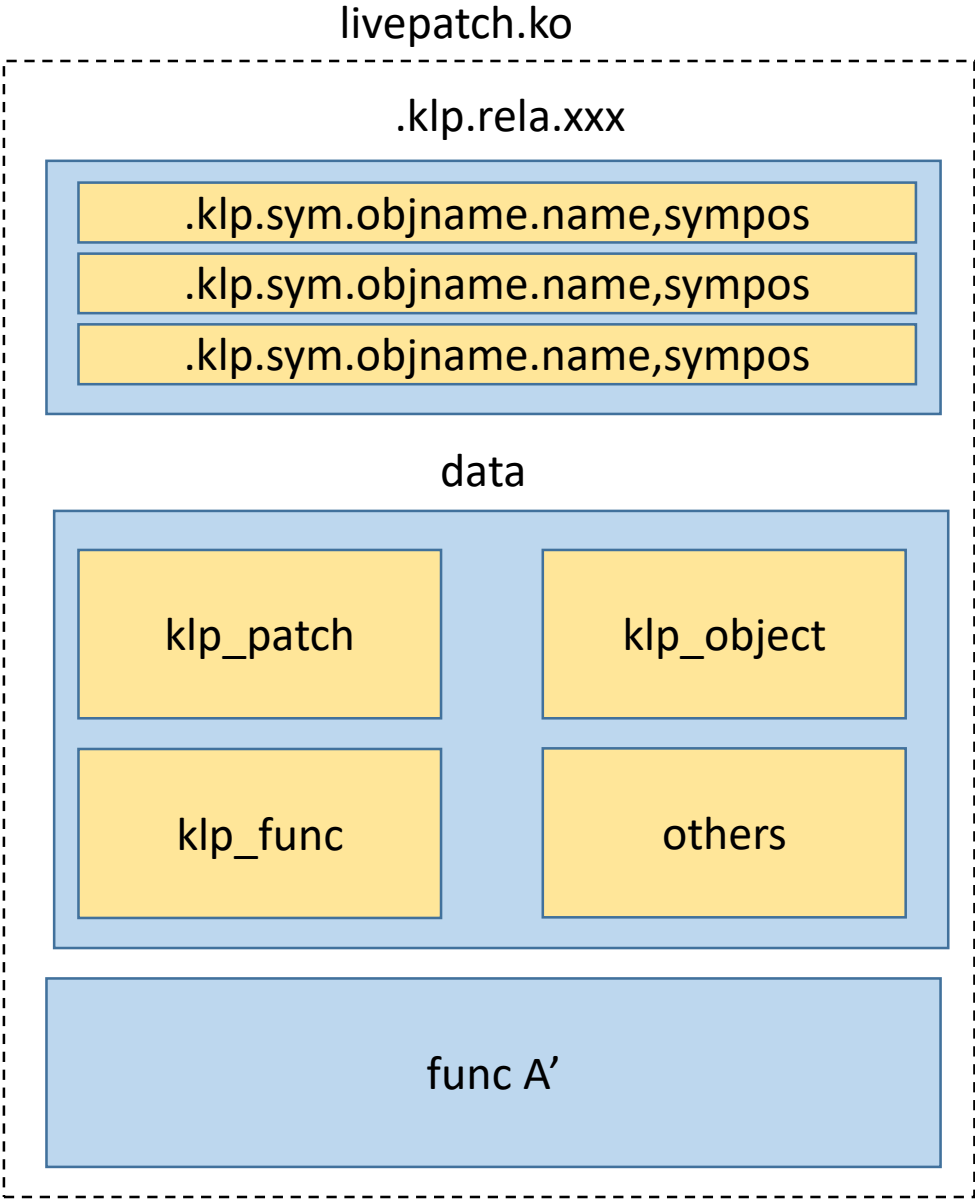 livepatch.ko
.klp.rela.xxx
.klp.sym.objname.name,sympos
.klp.sym.objname.name,sympos
.klp.sym.objname.name,sympos
data
klp_patch
klp_object
klp_func
others
func A’